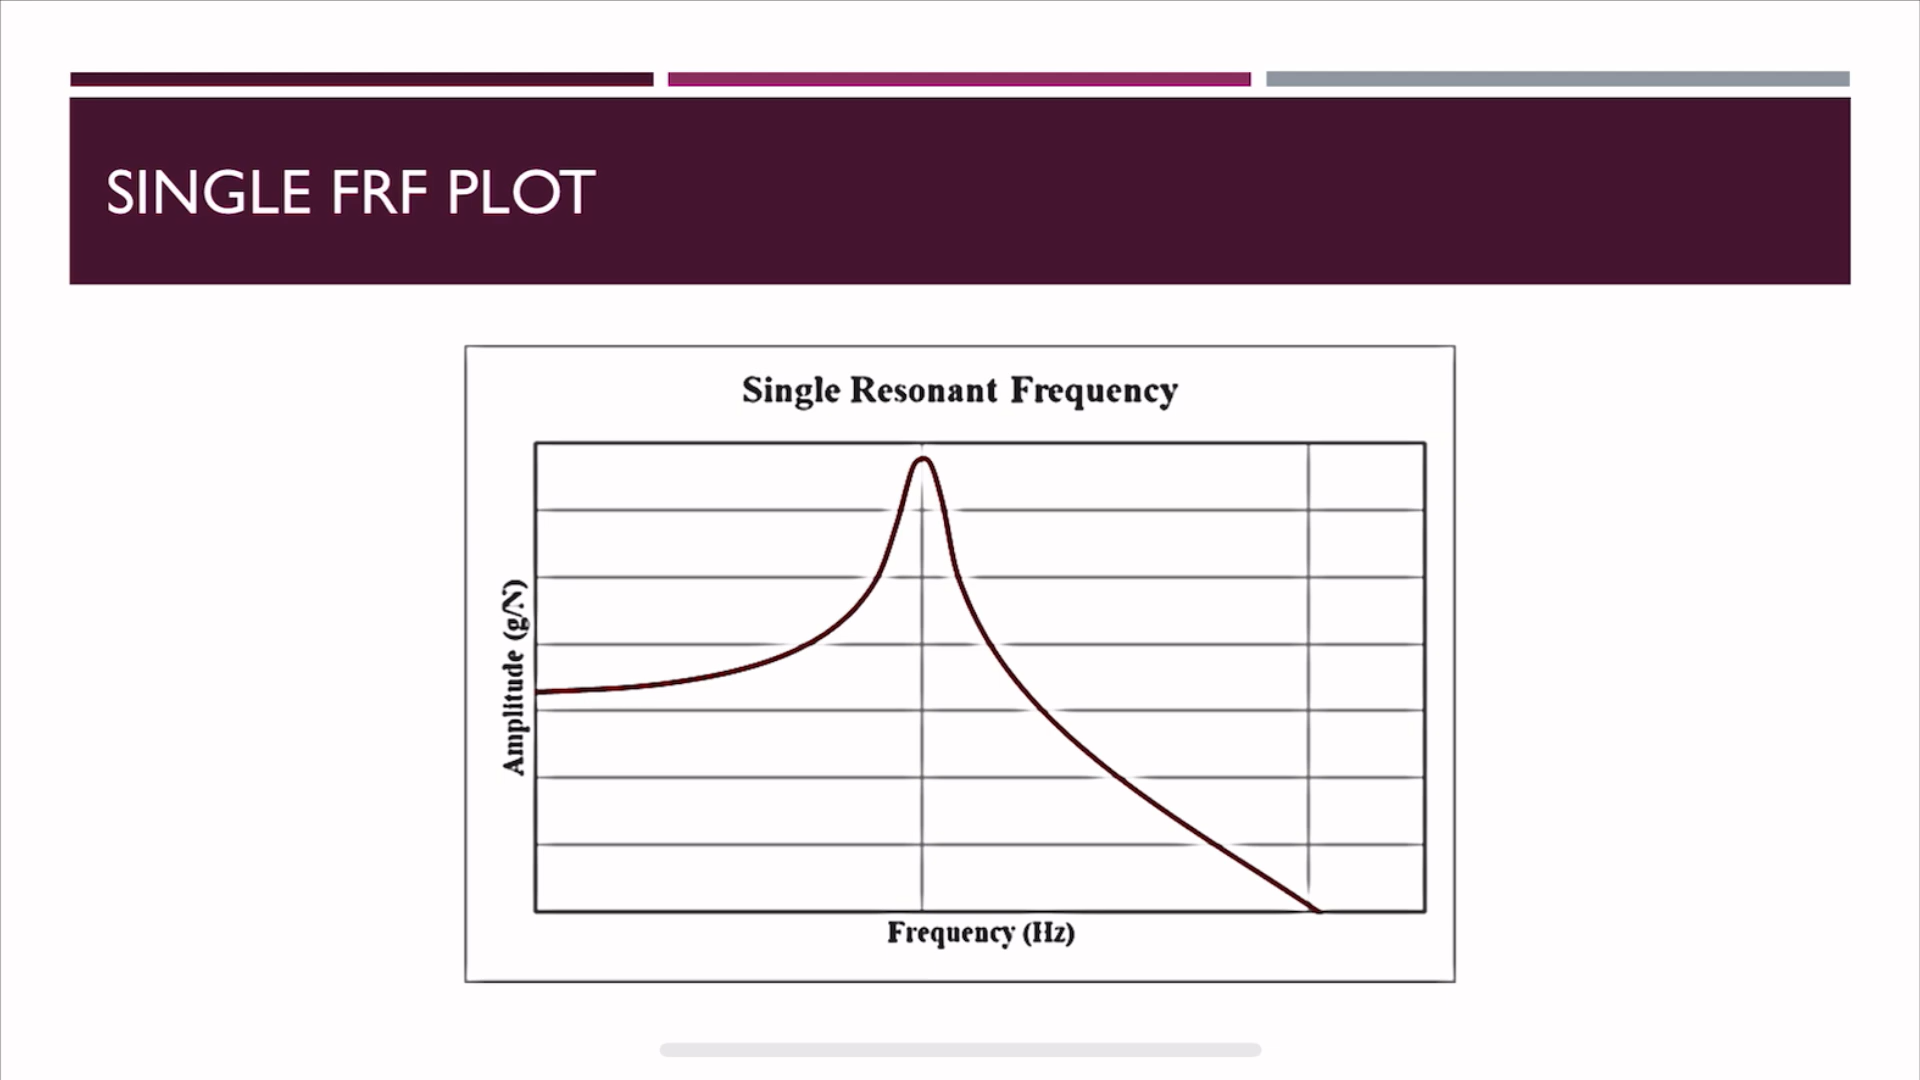 SINGLE FRF PLOT
Single Resonant Frequency
Amplitude (g/N)
Frequency (Hz)